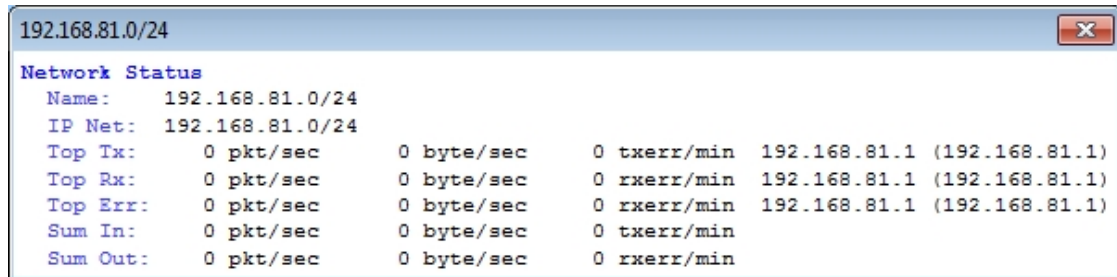 192.168.81.0/24
Network Status
Name: 192.168.81.0/24
IP Net: 192.168.81.0/24
Top Tx: 0 pkt/sec 0 byte/sec 0 txerr/min 192.168.81.1 (192.168.81.1)
Top Rx: 0 pkt/sec 0 byte/sec 0 rxerr/min 192.168.81.1 (192.168.81.1)
Top Err: 0 pkt/sec 0 byte/sec 0 rxerr/min 192.168.81.1 (192.168.81.1)
Sum In: 0 pkt/sec 0 byte/sec 0 txerr/min
Sum Out: 0 pkt/sec 0 byte/sec 0 rxerr/min